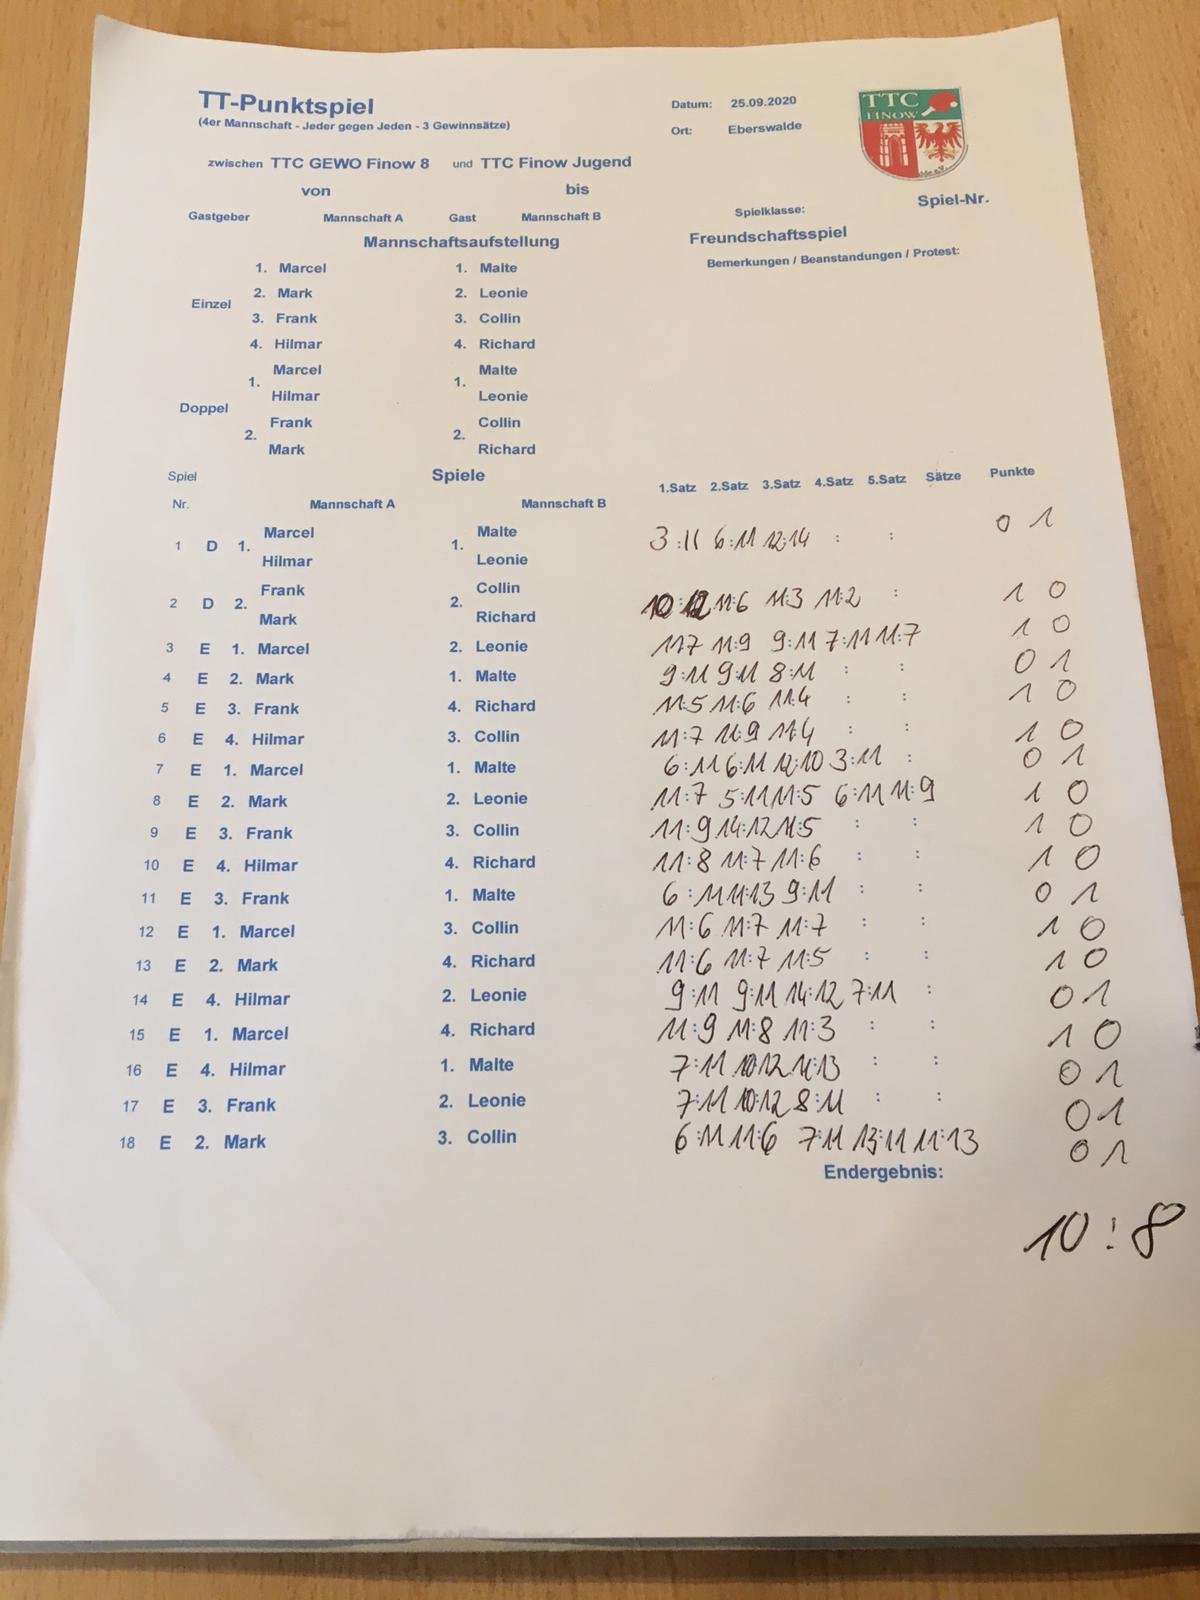 TT-Punktspiel
(4er Mannschaft - Jeder gegen Jeden - 3 Gewinnsätze)
Datum: 25.09.2020
Ort: Eberswalde
TTC
FINOW
zwischen TTC GEWO Finow 8 und TTC Finow Jugend
von bis
Spiel-Nr.
Gastgeber Mannschaft A Gast Mannschaft B Spielklasse:
Mannschaftsaufstellung Freundschaftsspiel
Bemerkungen / Beanstandungen / Protest:
Einzel
1. Marcel 1. Malte
2. Mark 2. Leonie
3. Frank 3. Collin
4. Hilmar 4. Richard
Doppel
1. Marcel 1. Malte
Hilmar Leonie
2. Frank 2. Collin
Mark Richard
Spiel Spiele 1.Satz 2.Satz 3.Satz 4.Satz 5.Satz Sätze Punkte
Nr. Mannschaft A Mannschaft B
1 D 1. Marcel 1. Malte 3:11 6:11 12:14 : : 0 1
Hilmar Leonie
2 D 2. Frank 2. Collin 10:12 11:6 11:3 11:2 : 1 0
Mark Richard
3 E 1. Marcel 2. Leonie 11:7 11:9 9:11 7:11 11:7 1 0
4 E 2. Mark 1. Malte 9:11 9:11 8:11 : : 0 1
5 E 3. Frank 4. Richard 11:5 11:6 11:4 : : 1 0
6 E 4. Hilmar 3. Collin 11:7 11:9 11:4 : : 1 0
7 E 1. Marcel 1. Malte 6:11 6:11 12:10 3:11 : 0 1
8 E 2. Mark 2. Leonie 11:7 5:11 11:5 6:11 11:9 1 0
9 E 3. Frank 3. Collin 11:9 14:12 11:5 : : 1 0
10 E 4. Hilmar 4. Richard 11:8 11:7 11:6 : : 1 0
11 E 3. Frank 1. Malte 6:11 11:13 9:11 : : 0 1
12 E 1. Marcel 3. Collin 11:6 11:7 11:7 : : 1 0
13 E 2. Mark 4. Richard 11:6 11:7 11:5 : : 1 0
14 E 4. Hilmar 2. Leonie 9:11 9:11 14:12 7:11 : 0 1
15 E 1. Marcel 4. Richard 11:9 11:8 11:3 : : 1 0
16 E 4. Hilmar 1. Malte 7:11 10:12 11:13 : : 0 1
17 E 3. Frank 2. Leonie 7:11 10:12 8:11 : : 0 1
18 E 2. Mark 3. Collin 6:11 11:6 7:11 13:11 11:13 0 1
Endergebnis:
10:8